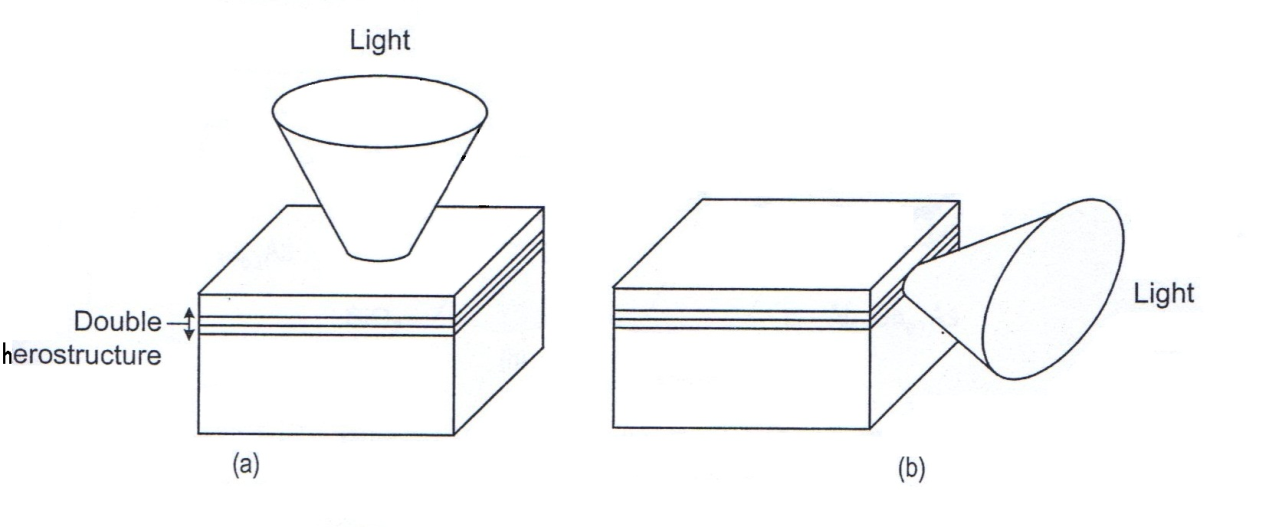 Light
Double
herostructure
Light
(a)
(b)